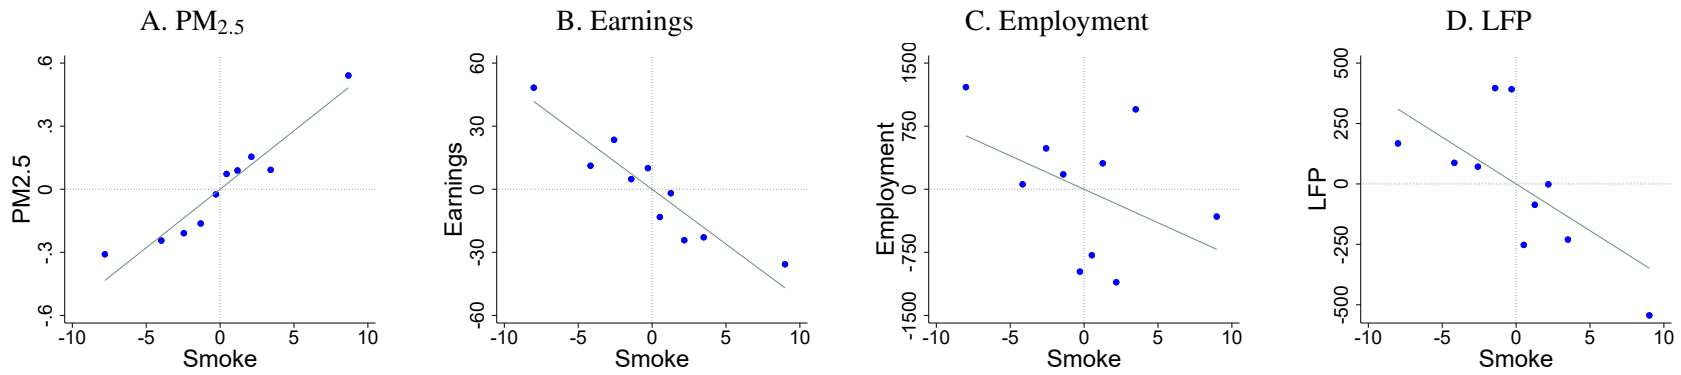 A. PM2.5
B. Earnings
C. Employment
D. LFP
PM2.5
.6
.3
0
-.3
-.6
-10 -5 0 5 10
Smoke
Earnings
60
30
0
-30
-60
-10 -5 0 5 10
Smoke
Employment
1500
750
0
-750
-1500
-10 -5 0 5 10
Smoke
LFP
500
250
0
-250
-500
-10 -5 0 5 10
Smoke